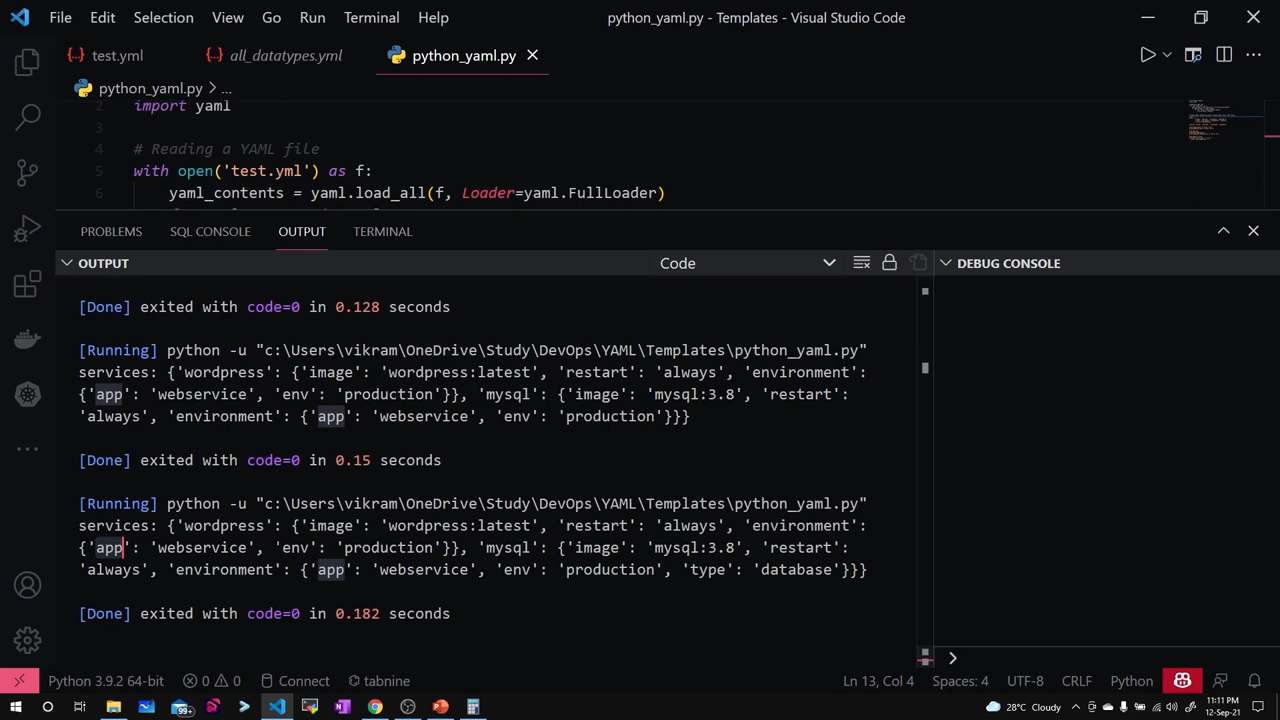 File Edit Selection View Go Run Terminal Help python_yaml.py - Templates - Visual Studio Code
test.yml all_datatypes.yml python_yaml.py
python_yaml.py > ...
2 import yaml
3
4 # Reading a YAML file
5 with open('test.yml') as f:
6 yaml_contents = yaml.load_all(f, Loader=yaml.FullLoader)
PROBLEMS SQL CONSOLE OUTPUT TERMINAL
OUTPUT Code DEBUG CONSOLE
[Done] exited with code=0 in 0.128 seconds
[Running] python -u "c:\Users\vikram\OneDrive\Study\DevOps\YAML\Templates\python_yaml.py"
services: {'wordpress': {'image': 'wordpress:latest', 'restart': 'always', 'environment':
{'app': 'webservice', 'env': 'production'}}, 'mysql': {'image': 'mysql:3.8', 'restart':
'always', 'environment': {'app': 'webservice', 'env': 'production'}}}
[Done] exited with code=0 in 0.15 seconds
[Running] python -u "c:\Users\vikram\OneDrive\Study\DevOps\YAML\Templates\python_yaml.py"
services: {'wordpress': {'image': 'wordpress:latest', 'restart': 'always', 'environment':
{'app': 'webservice', 'env': 'production'}}, 'mysql': {'image': 'mysql:3.8', 'restart':
'always', 'environment': {'app': 'webservice', 'env': 'production', 'type': 'database'}}}
[Done] exited with code=0 in 0.182 seconds
Python 3.9.2 64-bit 0 0 Connect tabnine Ln 13, Col 4 Spaces: 4 UTF-8 CRLF Python
99+ 28°C Cloudy 11:11 PM
12-Sep-21